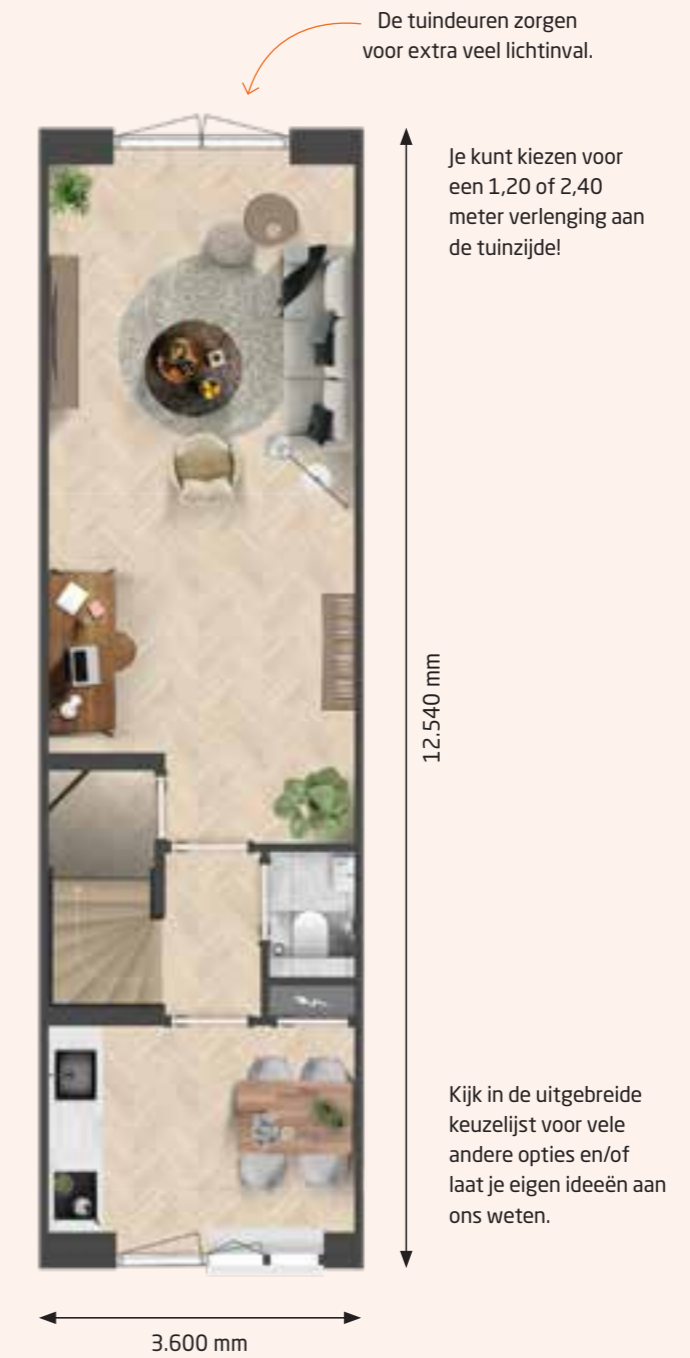 De tuindeuren zorgen
voor extra veel lichtinval.
Je kunt kiezen voor
een 1,20 of 2,40
meter verlenging aan
de tuinzijde!
12.540 mm
Kijk in de uitgebreide
keuzelijst voor vele
andere opties en/of
laat je eigen ideeën aan
ons weten.
3.600 mm